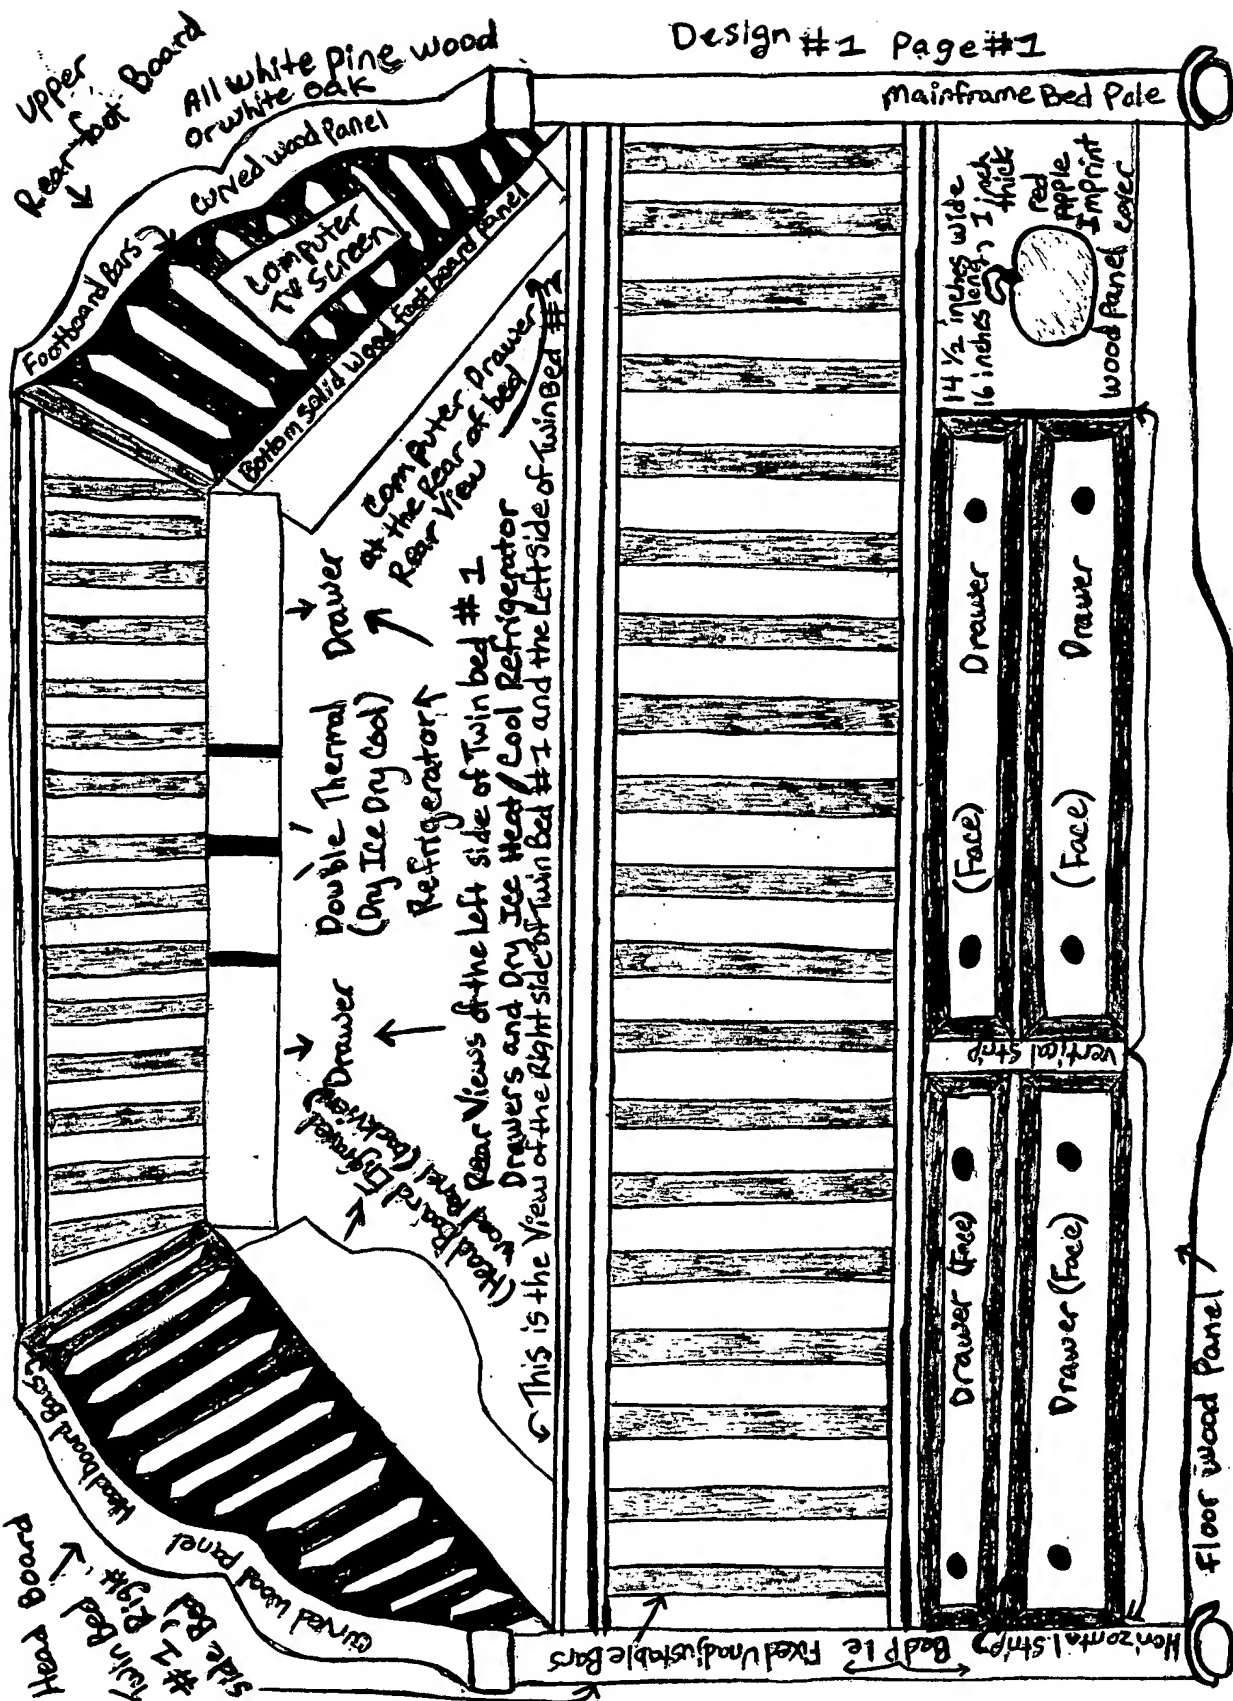 Design #1 Page #1
Upper
Rear foot Board
All white pine wood
or white oak
Curved wood Panel
Footboard Bars
Computer
TV Screen
Bottom solid wood foot board panel
Mainframe Bed Pole
14 1/2 inches wide
16 inches long, 1 inch
thick
red
Apple
Imprint
wood Panel cover
Computer Drawer
at the Rear of bed
Rear View
Drawer
Double Thermal
(Dry Ice Dry Cool)
Refrigerator
Drawer
(Head Board Engraved
wood Panel (backview)
Rear Views of the left side of Twin bed #1
Drawers and Dry Ice Heat/Cool Refrigerator
This is the View of the Right side of Twin Bed #1 and the Left side of Twin Bed #2
Drawer
(Face)
Drawer
(Face)
Vertical Strip
Drawer (Face)
Drawer (Face)
Floor wood Panel
Head board Bars
Curved wood panel
Head Board
Twin Bed
#1 Right
Side Bed
Fixed Unadjustable Bars
Bed Ple
Horizontal Strip